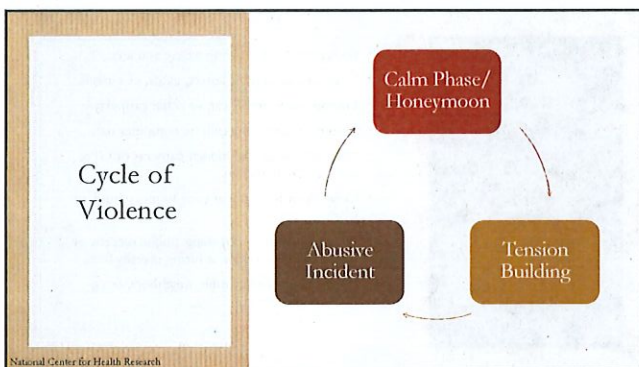 Cycle of
Violence
Calm Phase/
Honeymoon
Tension
Building
Abusive
Incident
National Center for Health Research